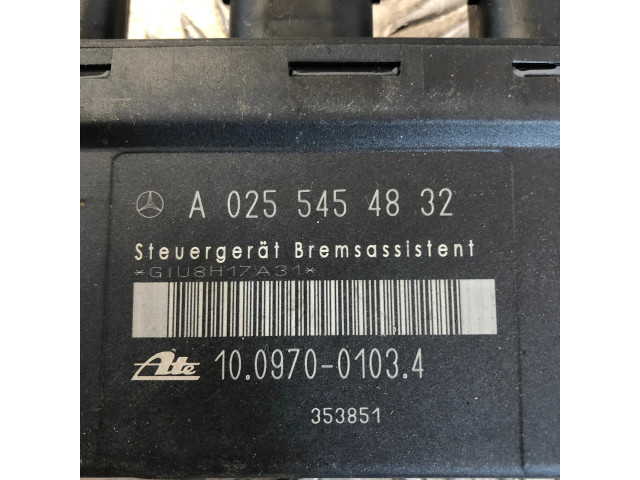 A 025 545 48 32
Steuergerät Bremsassistent
*GIU8H17A31*
Ate 10.0970-0103.4
353851